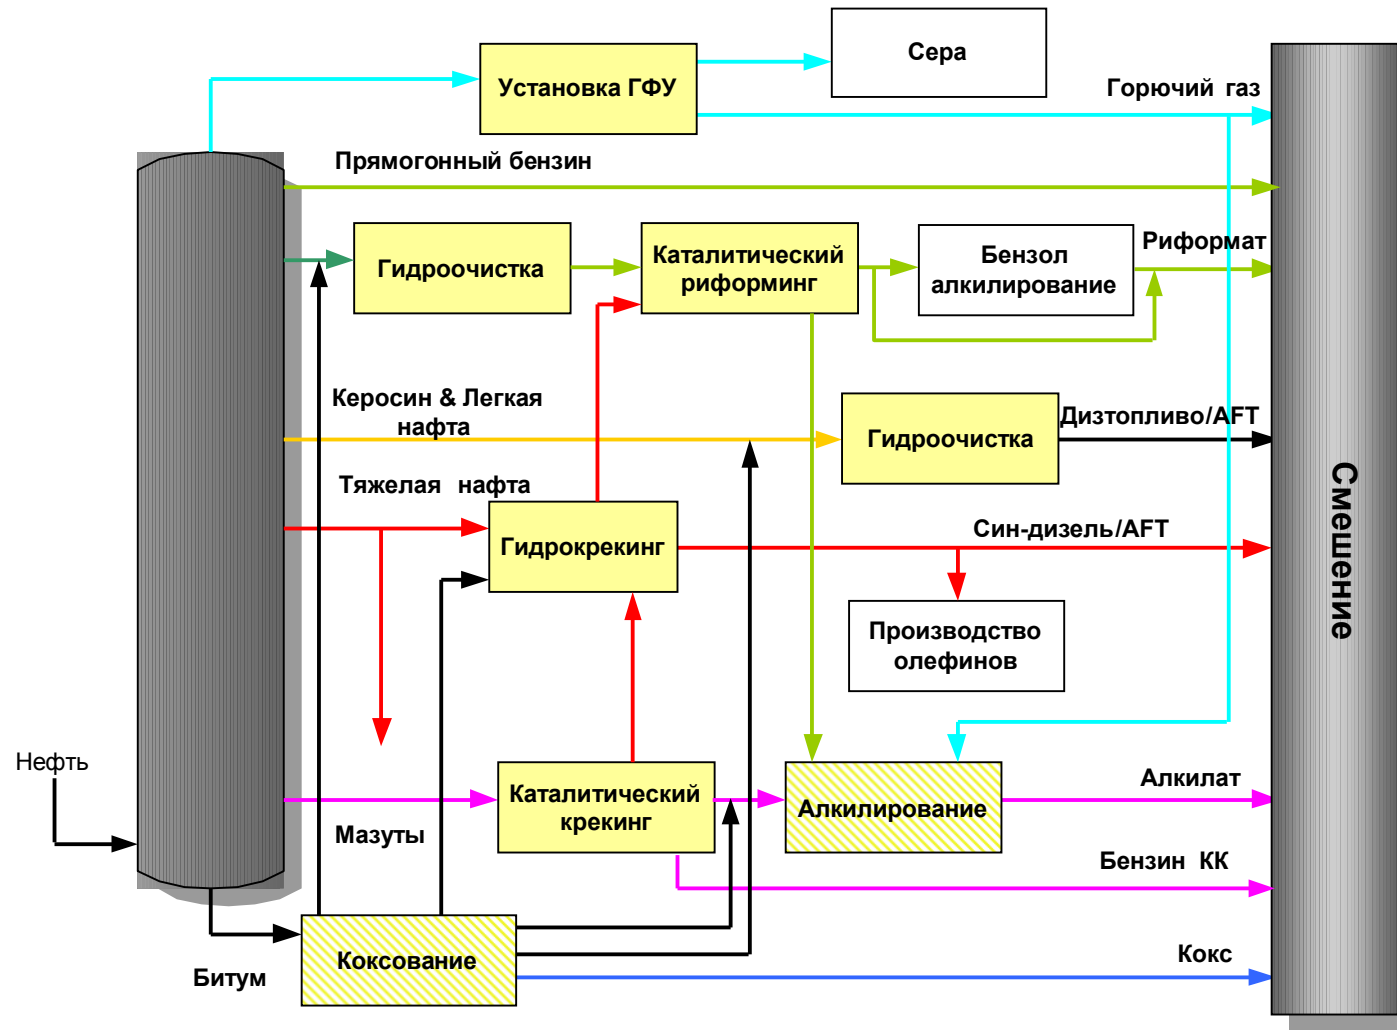 Сера
Установка ГФУ
Горючий газ
Прямогонный бензин
Гидроочистка
Каталитический
риформинг
Бензол
алкилирование
Риформат
Керосин & Легкая
нафта
Гидроочистка
Дизтопливо/AFT
Тяжелая нафта
Гидрокрекинг
Син-дизель/AFT
Смешение
Производство
олефинов
Нефть
Каталитический
крекинг
Алкилирование
Алкилат
Мазуты
Бензин КК
Коксование
Кокс
Битум